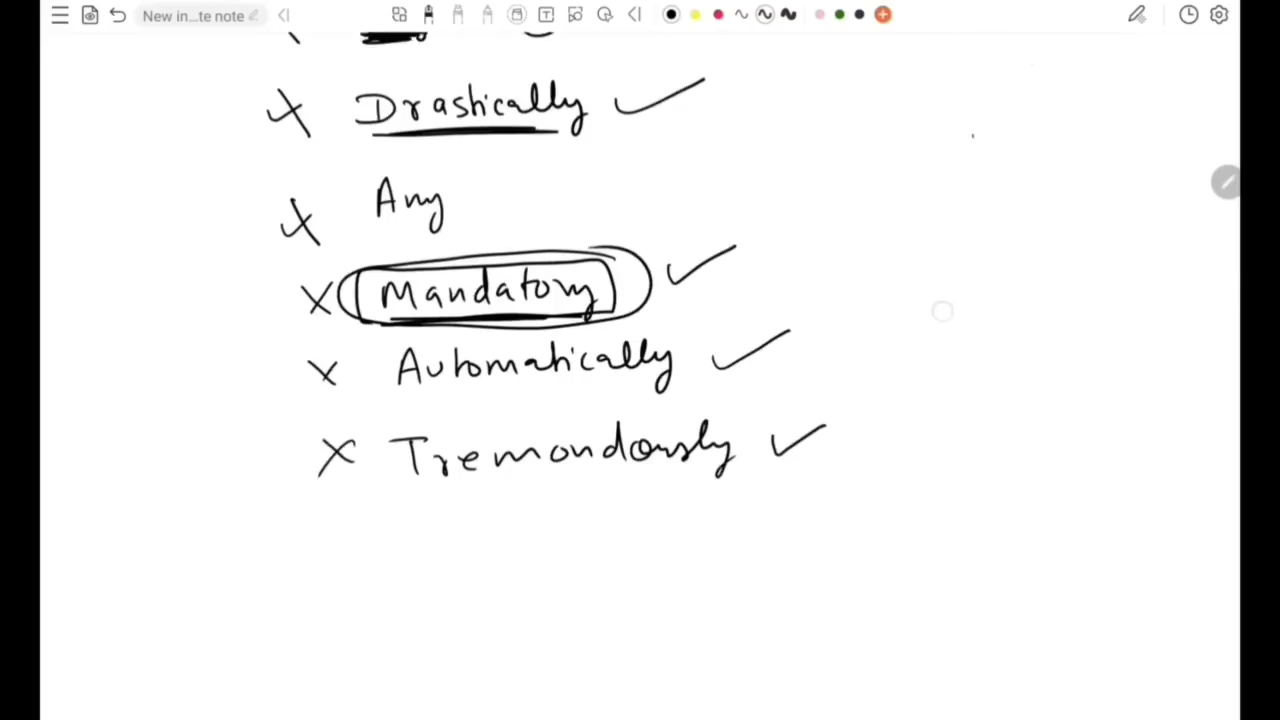 New in...te note
Drastically
Any
Mandatory
Automatically
Tremondously